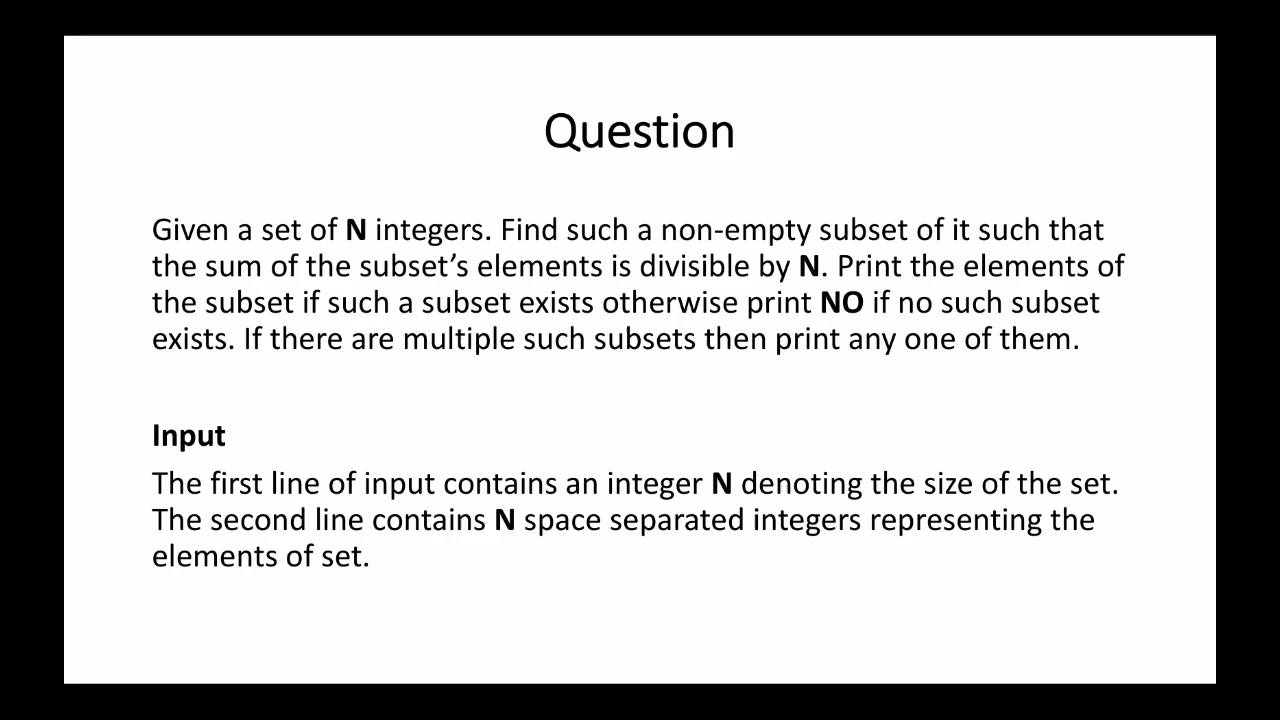 Question
Given a set of N integers. Find such a non-empty subset of it such that
the sum of the subset’s elements is divisible by N. Print the elements of
the subset if such a subset exists otherwise print NO if no such subset
exists. If there are multiple such subsets then print any one of them.
Input
The first line of input contains an integer N denoting the size of the set.
The second line contains N space separated integers representing the
elements of set.